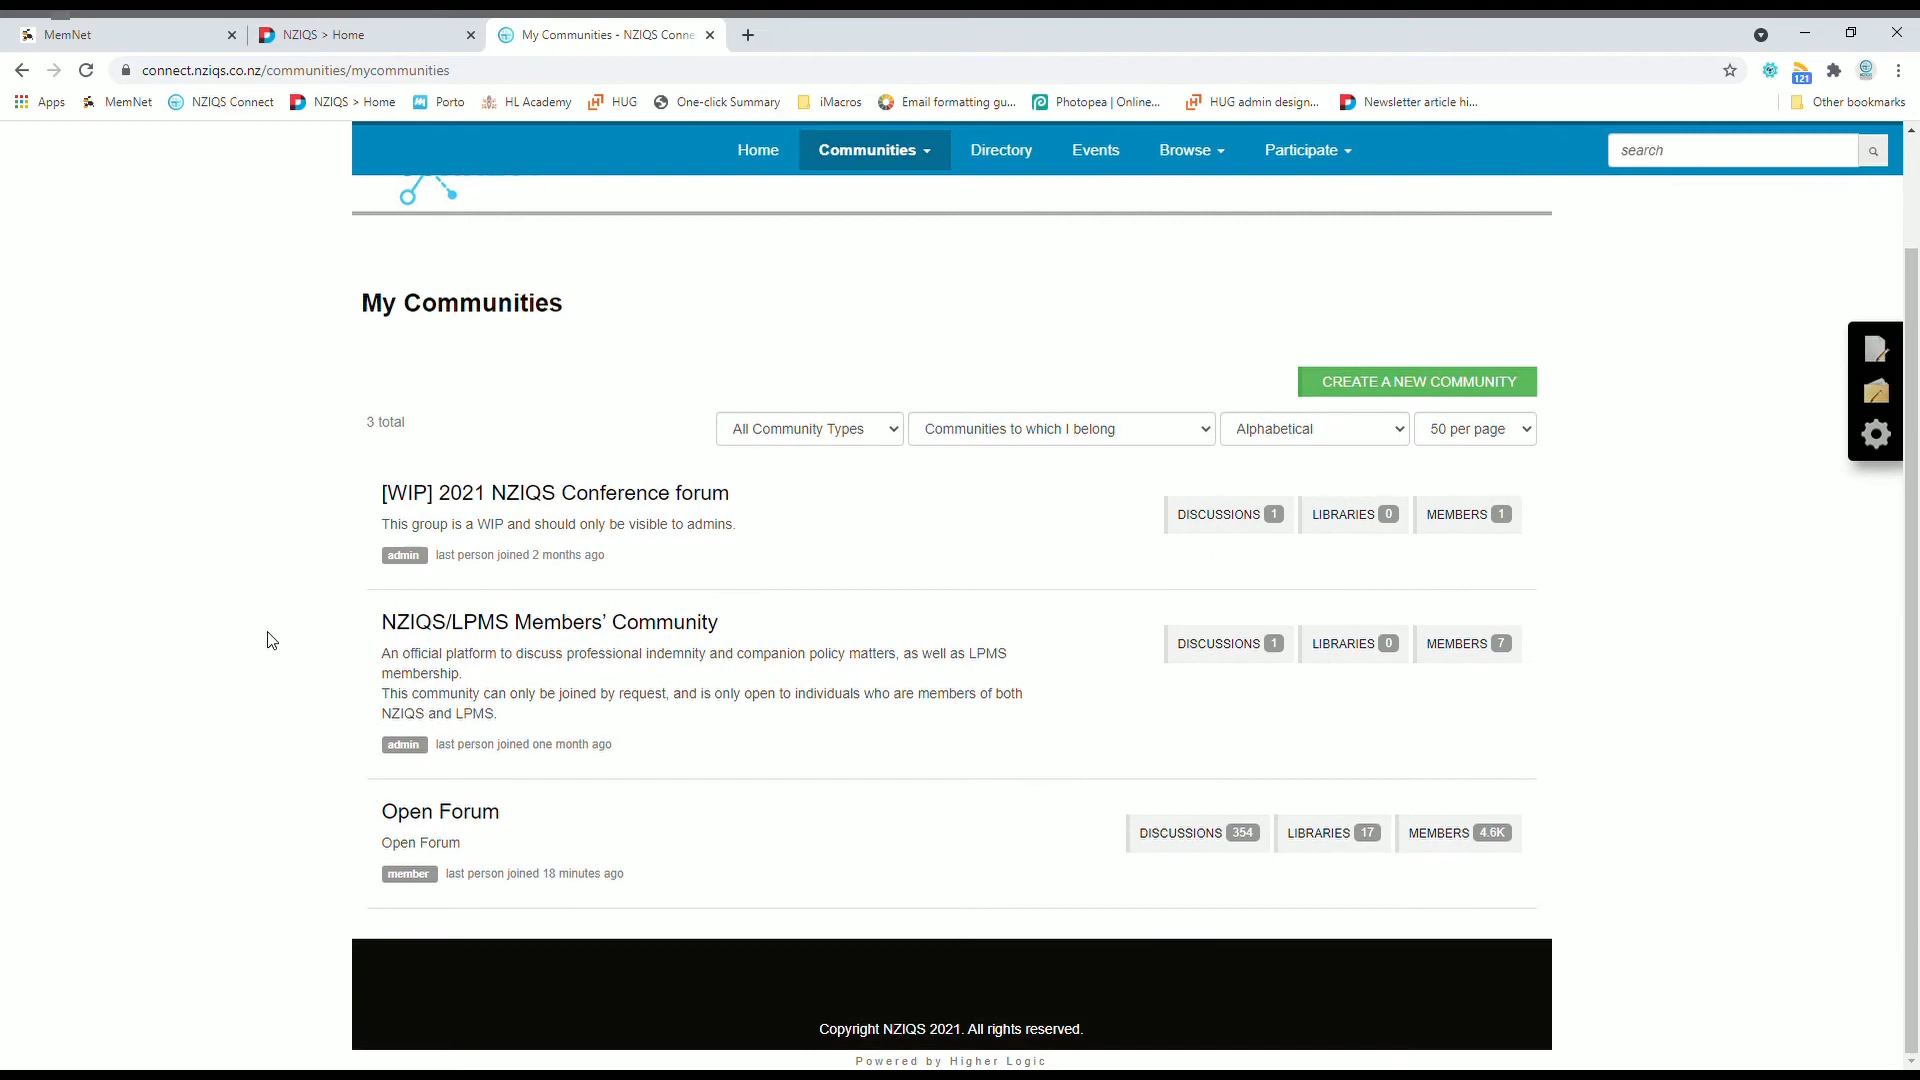 MemNet
NZIQS > Home
My Communities - NZIQS Conne
connect.nziqs.co.nz/communities/mycommunities
121
Apps
MemNet
NZIQS Connect
NZIQS > Home
Porto
HL Academy
HUG
One-click Summary
iMacros
Email formatting gu...
Photopea | Online...
HUG admin design...
Newsletter article hi...
Other bookmarks
Home
Communities
Directory
Events
Browse
Participate
search
My Communities
CREATE A NEW COMMUNITY
3 total
All Community Types
Communities to which I belong
Alphabetical
50 per page
[WIP] 2021 NZIQS Conference forum
DISCUSSIONS 1
LIBRARIES 0
MEMBERS 1
This group is a WIP and should only be visible to admins.
admin last person joined 2 months ago
NZIQS/LPMS Members’ Community
DISCUSSIONS 1
LIBRARIES 0
MEMBERS 7
An official platform to discuss professional indemnity and companion policy matters, as well as LPMS
membership.
This community can only be joined by request, and is only open to individuals who are members of both
NZIQS and LPMS.
admin last person joined one month ago
Open Forum
DISCUSSIONS 354
LIBRARIES 17
MEMBERS 4.6K
Open Forum
member last person joined 18 minutes ago
Copyright NZIQS 2021. All rights reserved.
Powered by Higher Logic